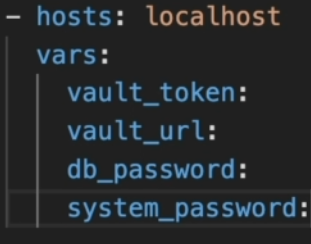 - hosts: localhost
  vars:
    vault_token:
    vault_url:
    db_password:
    system_password: